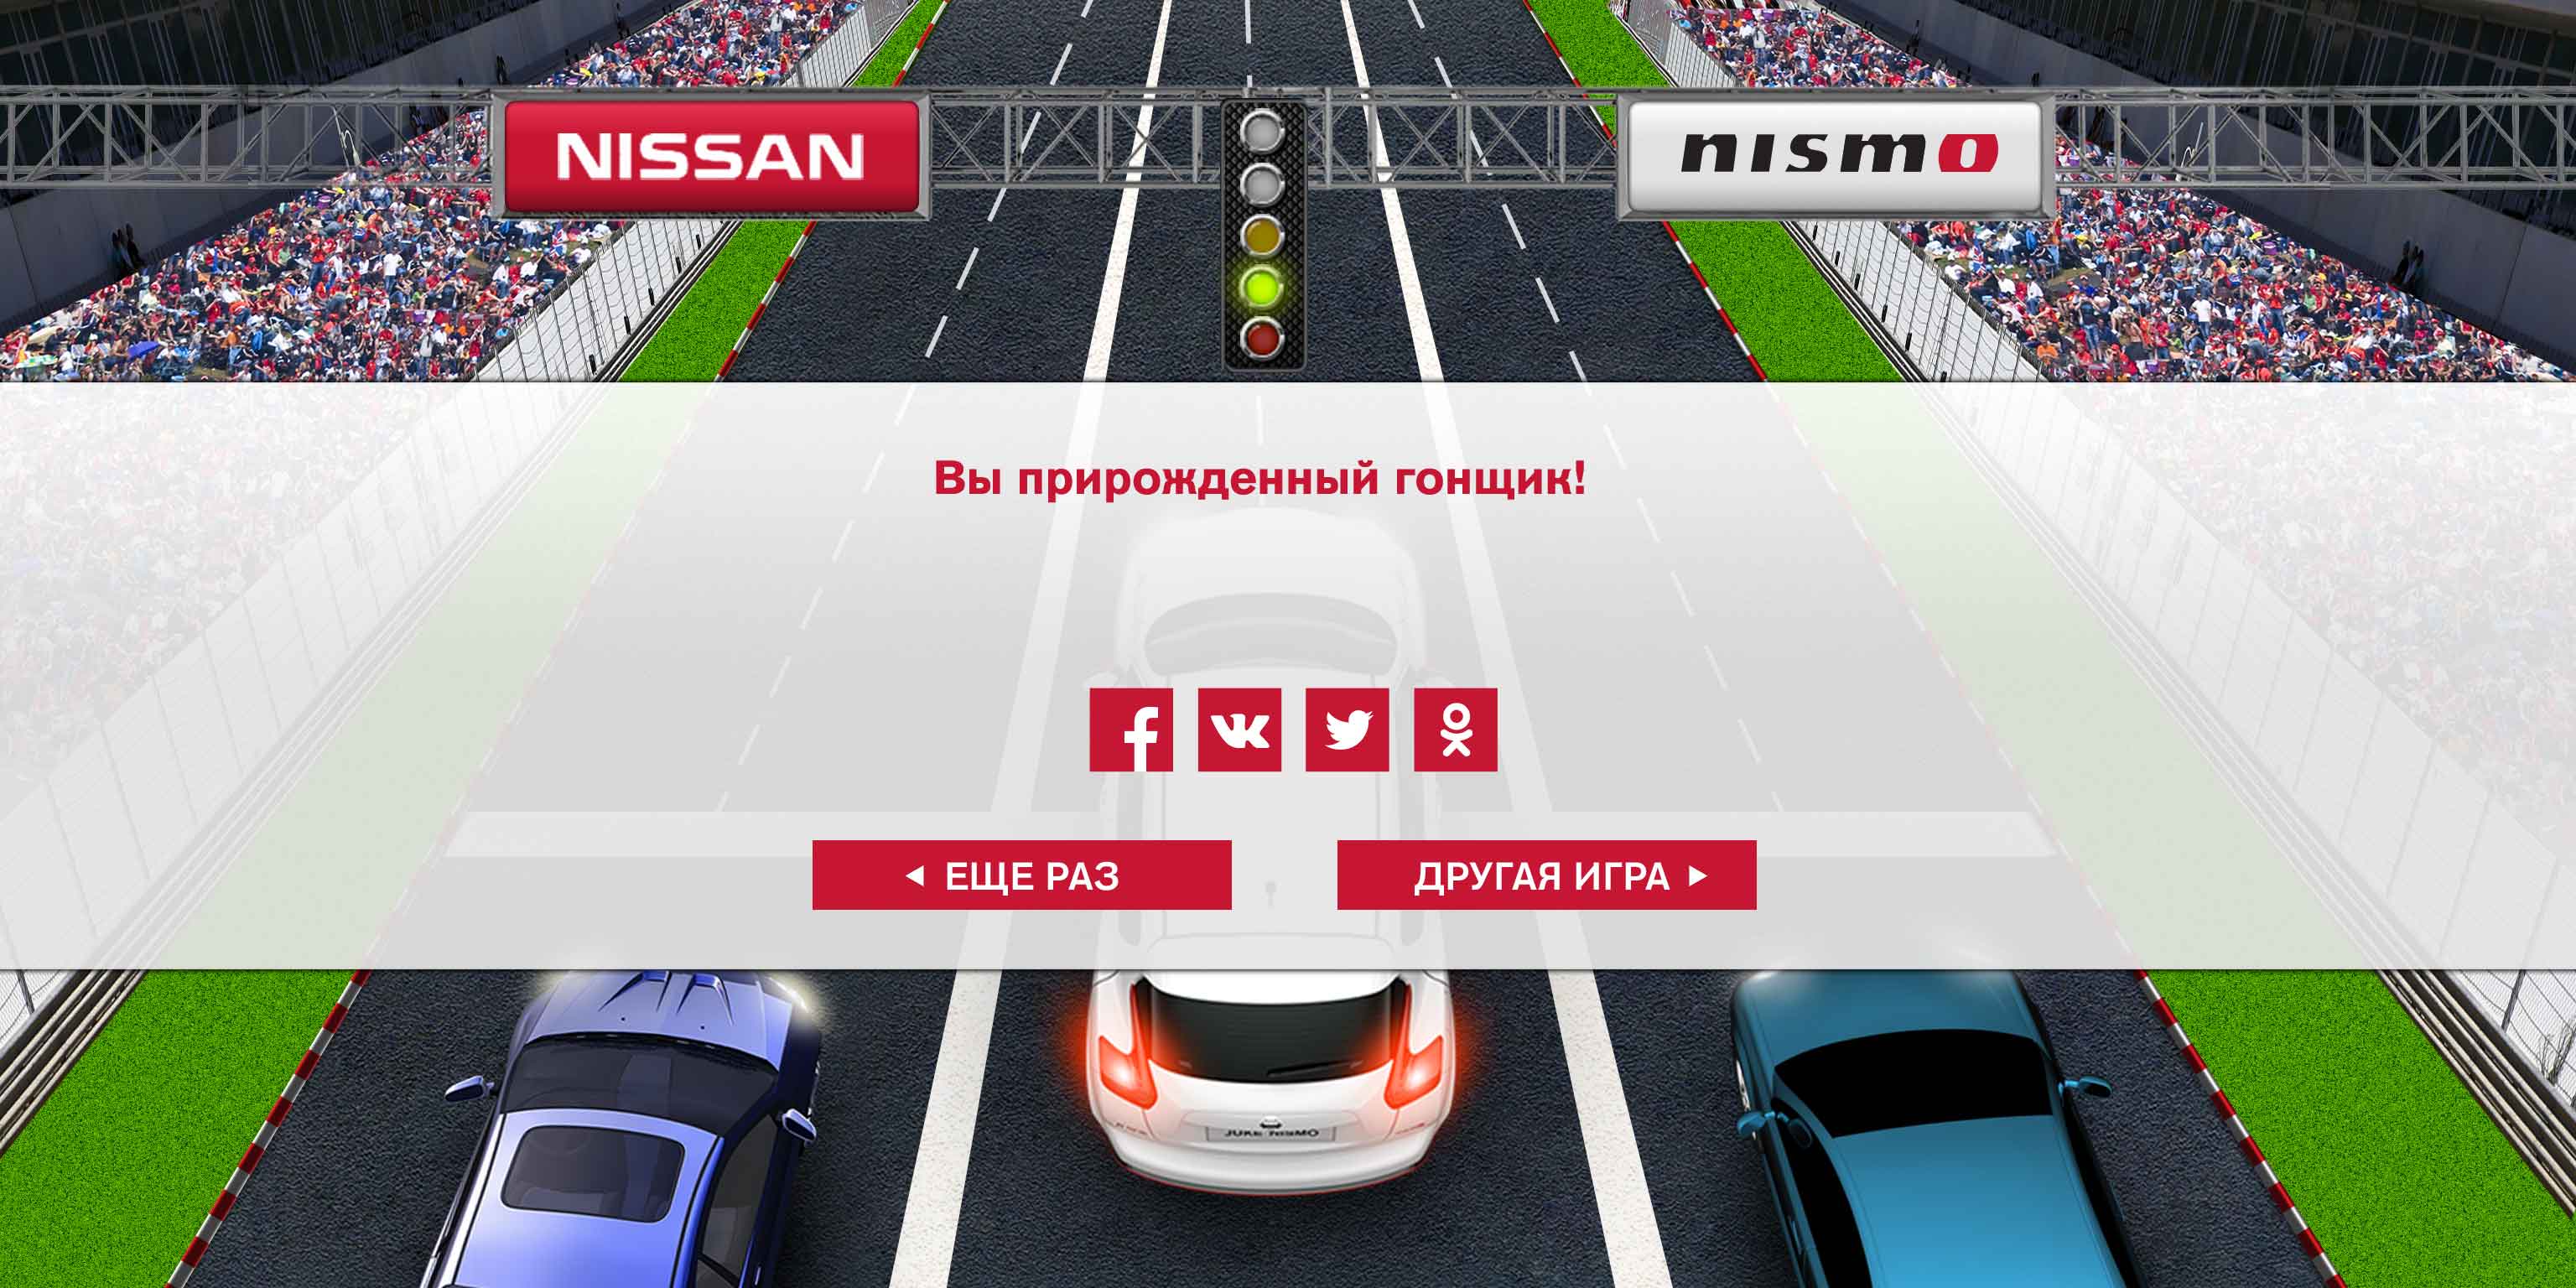 NISSAN
nismo
Вы прирожденный гонщик!
ЕЩЕ РАЗ
ДРУГАЯ ИГРА
JUKE NISMO